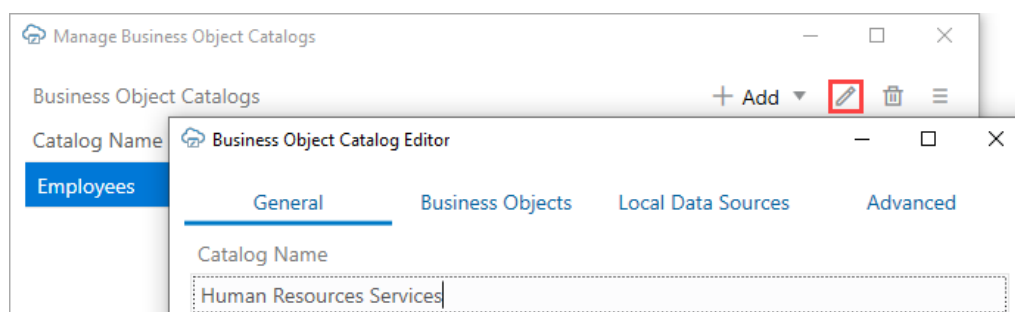 Manage Business Object Catalogs
Business Object Catalogs
Add
Catalog Name
Business Object Catalog Editor
Employees
General Business Objects Local Data Sources Advanced
Catalog Name
Human Resources Services